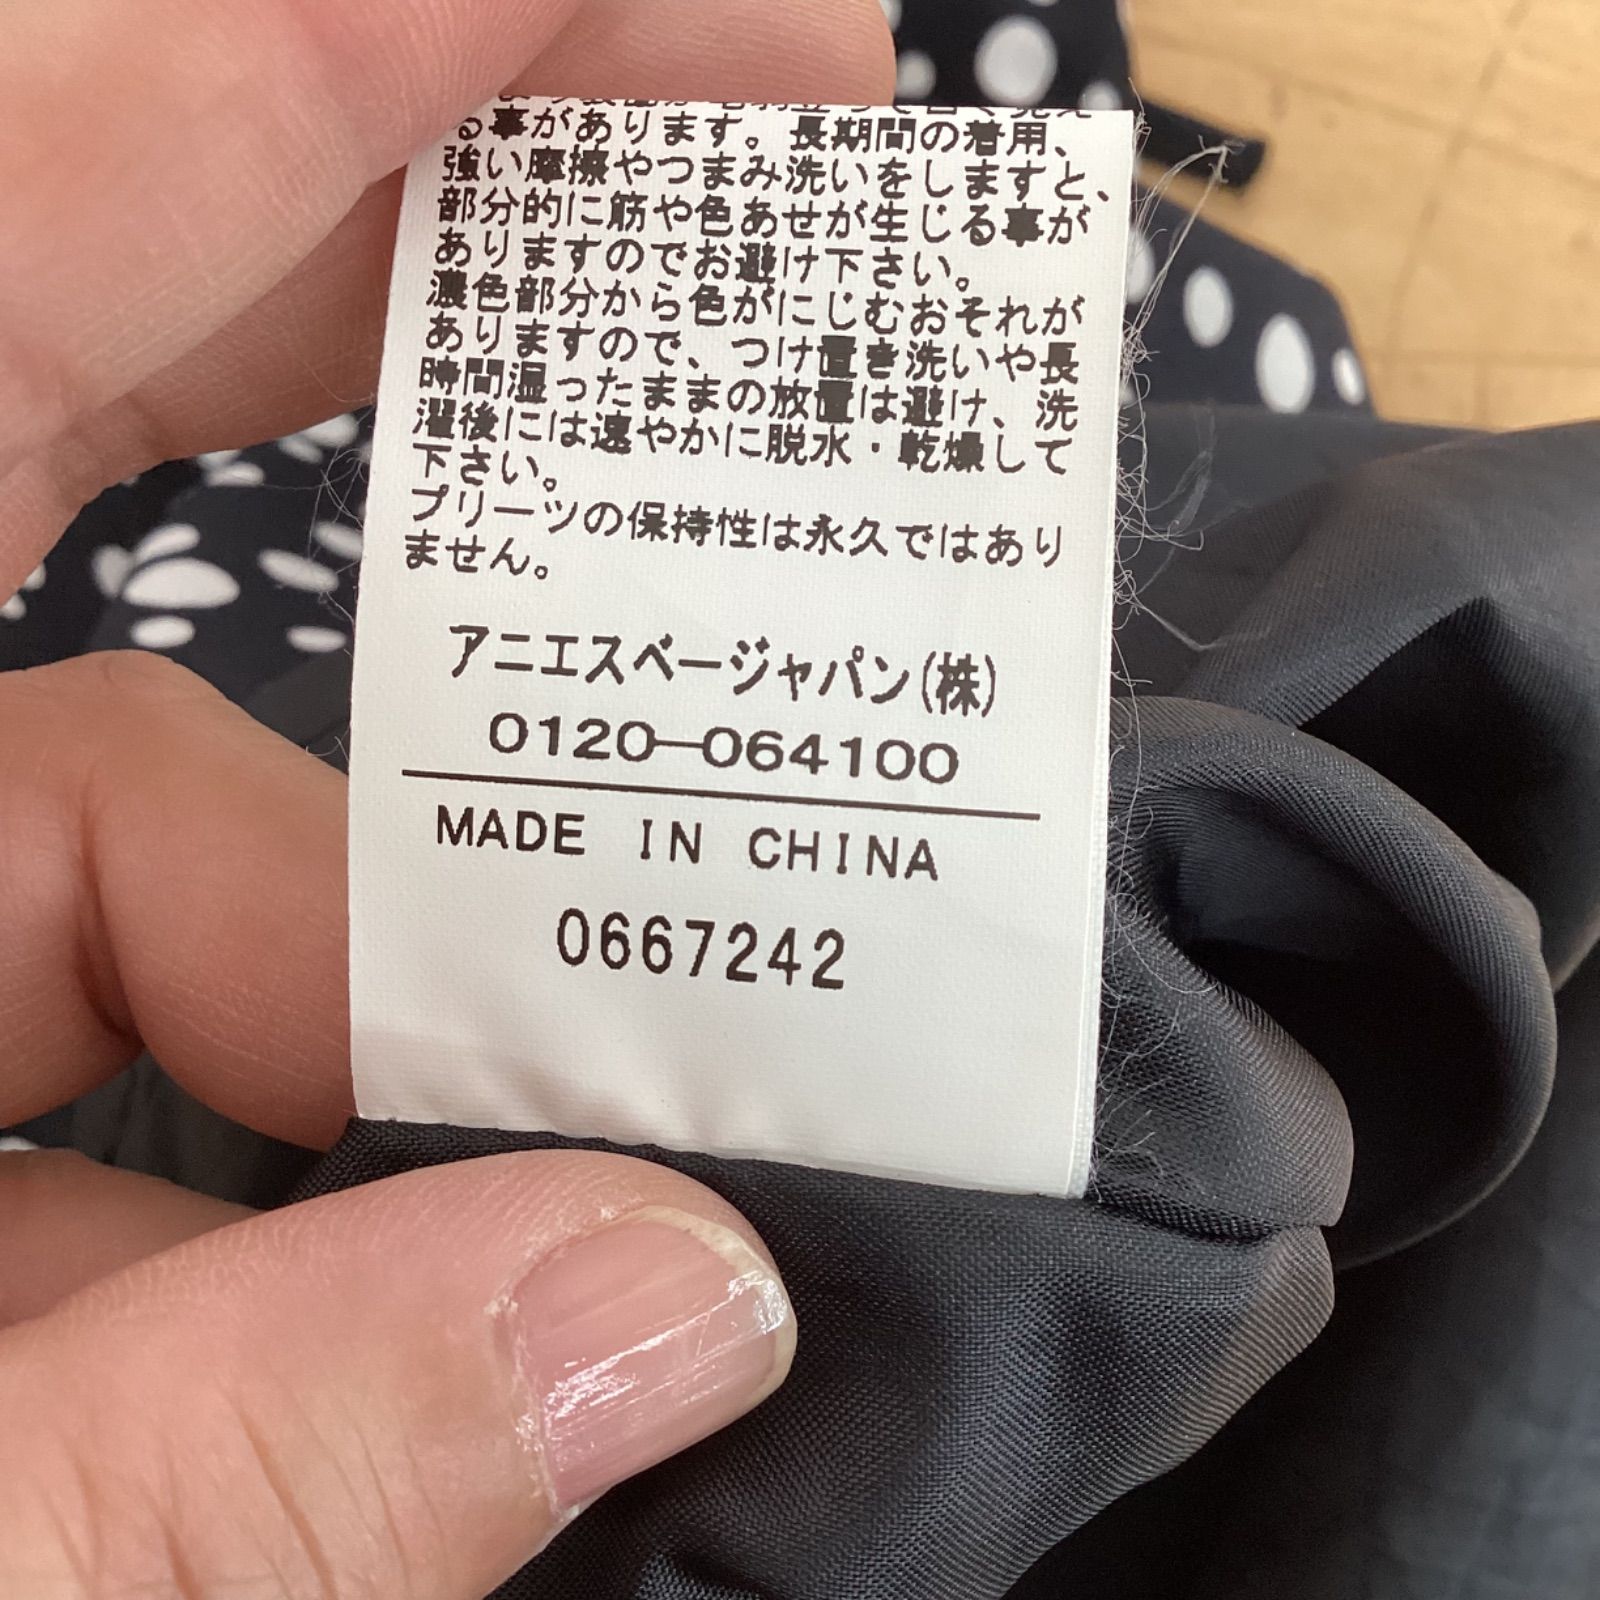 る事があります。長期間の着用、
強い摩擦やつまみ洗いをしますと、
部分的に筋や色あせが生じる事が
ありますのでお避け下さい。
濃色部分から色がにじむおそれが
ありますので、つけ置き洗いや長
時間湿ったままの放置は避け、洗
濯後には速やかに脱水・乾燥して
下さい。
プリーツの保持性は永久ではあり
ません。
アニエスベージャパン(株)
0120-064100
MADE IN CHINA
0667242